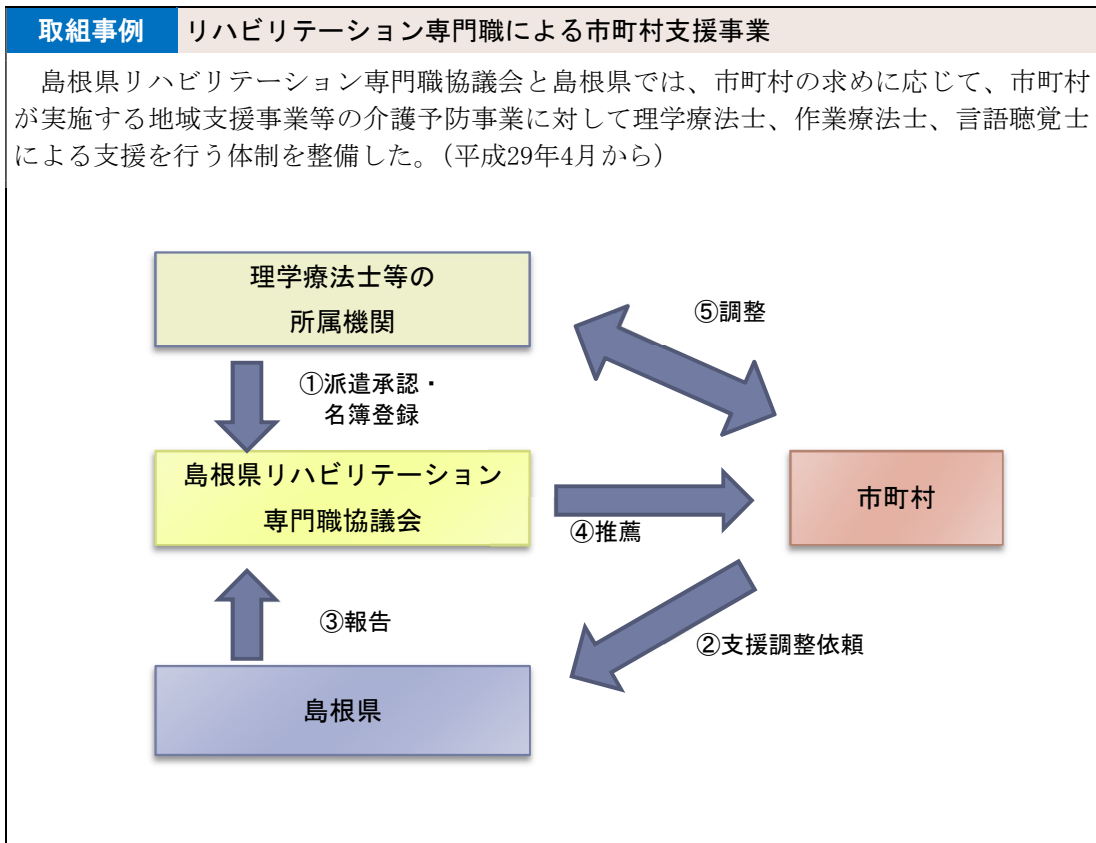 取組事例 リハビリテーション専門職による市町村支援事業
島根県リハビリテーション専門職協議会と島根県では、市町村の求めに応じて、市町村
が実施する地域支援事業等の介護予防事業に対して理学療法士、作業療法士、言語聴覚士
による支援を行う体制を整備した。（平成29年4月から）
理学療法士等の
所属機関
⑤調整
①派遣承認・
名簿登録
島根県リハビリテーション
専門職協議会
④推薦
市町村
③報告
②支援調整依頼
島根県